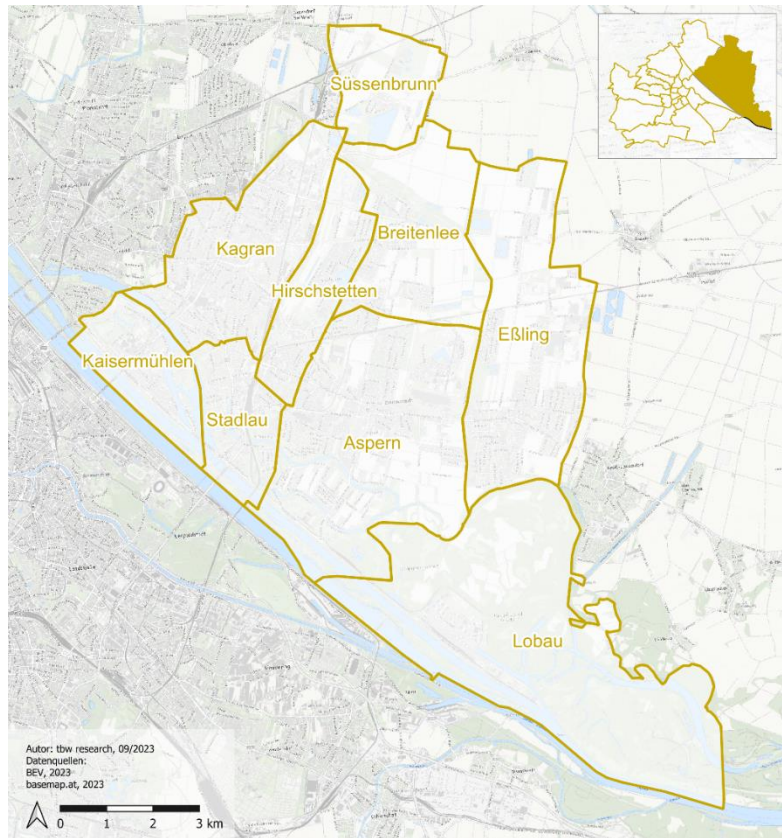 Süssenbrunn
Breitenlee
Kagran
Hirschstetten
Eßling
Kaisermühlen
Stadlau
Aspern
Lobau
Autor: tbw research, 09/2023
Datenquellen:
BEV, 2023
basemap.at, 2023
0 1 2 3 km